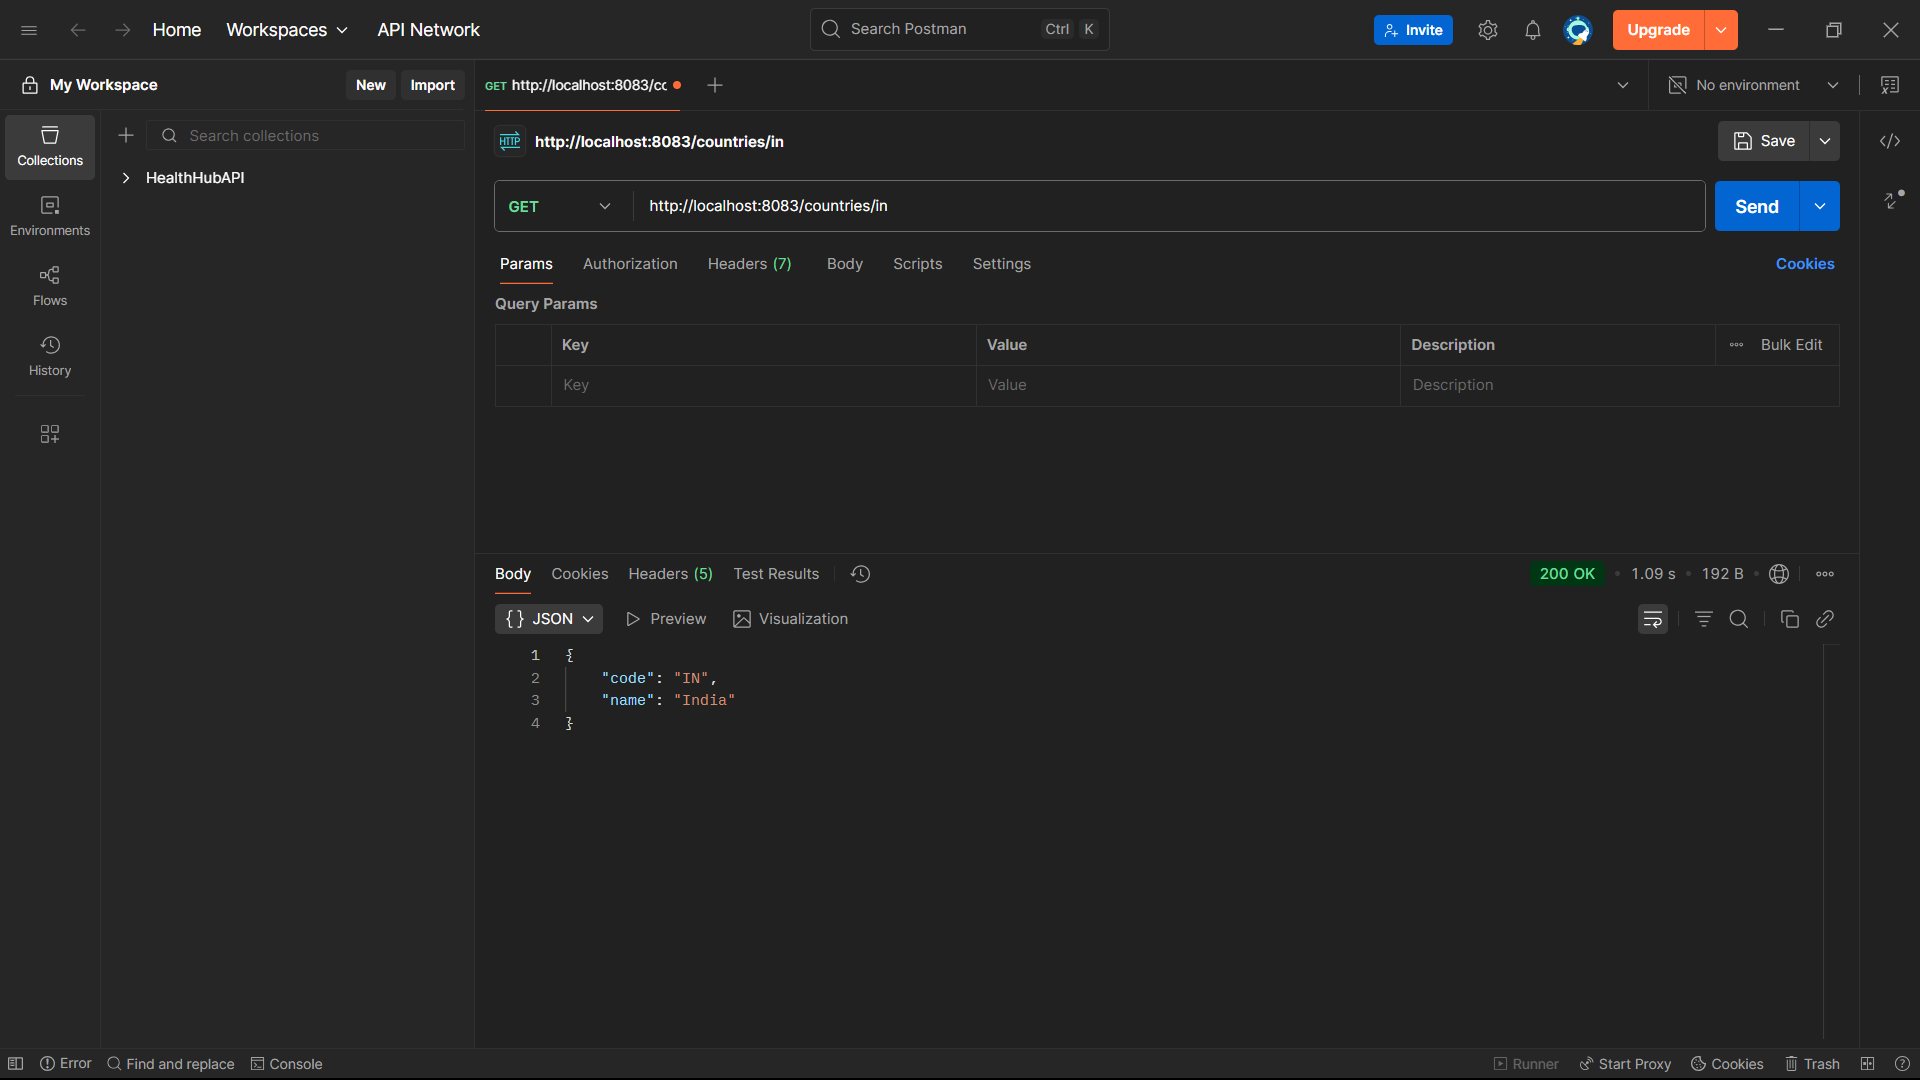 Home Workspaces API Network Search Postman Ctrl K Invite Upgrade
My Workspace New Import GET http://localhost:8083/cc No environment
Collections
Search collections
HealthHubAPI
Environments
Flows
History
HTTP http://localhost:8083/countries/in Save
GET http://localhost:8083/countries/in Send
Params Authorization Headers (7) Body Scripts Settings Cookies
Query Params
Key Value Description Bulk Edit
Key Value Description
Body Cookies Headers (5) Test Results 200 OK • 1.09 s • 192 B •
{} JSON Preview Visualization
1 {
2 "code": "IN",
3 "name": "India"
4 }
Error Find and replace Console Runner Start Proxy Cookies Trash